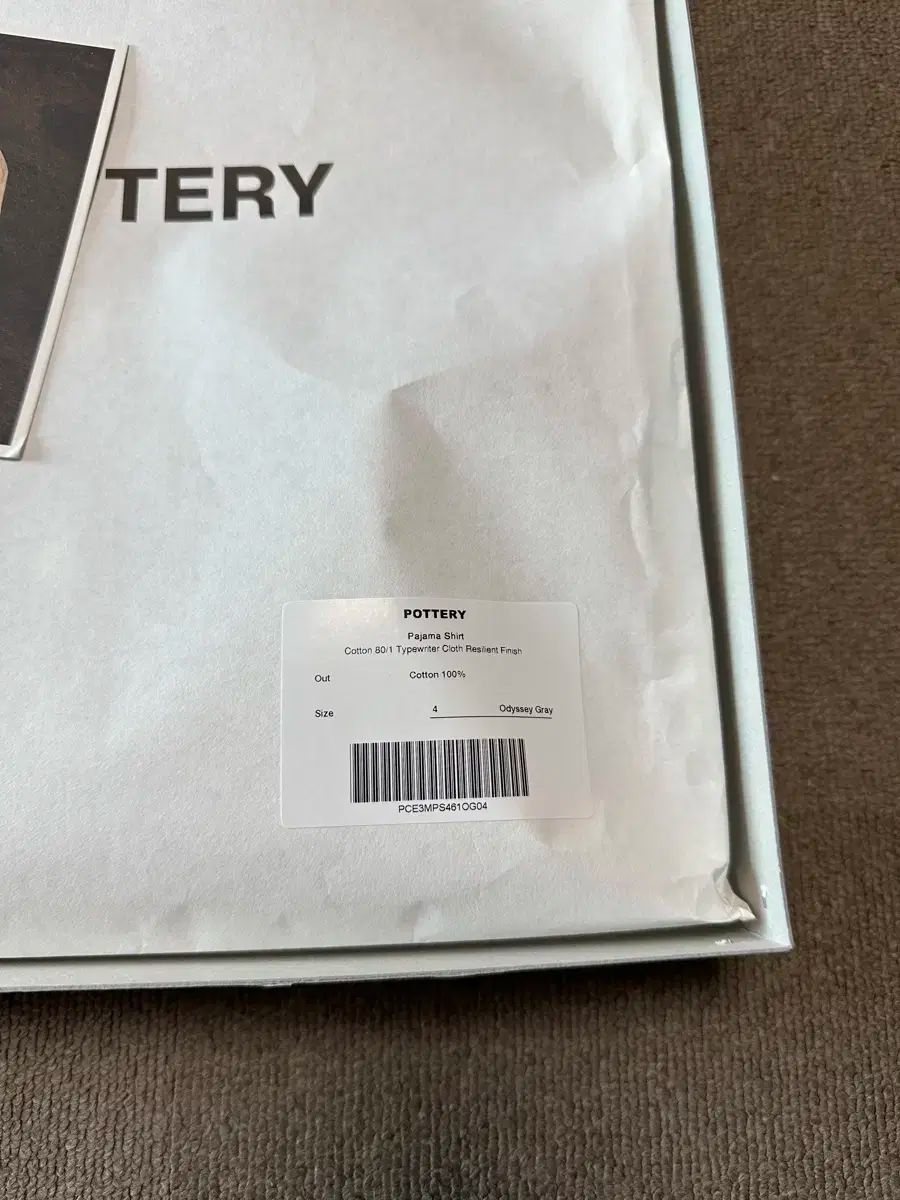 TERY
POTTERY
Pajama Shirt
Cotton 80/1 Typewriter Cloth Resilient Finish
Out Cotton 100%
Size 4 Odyssey Gray
PCE3MPS461OG04